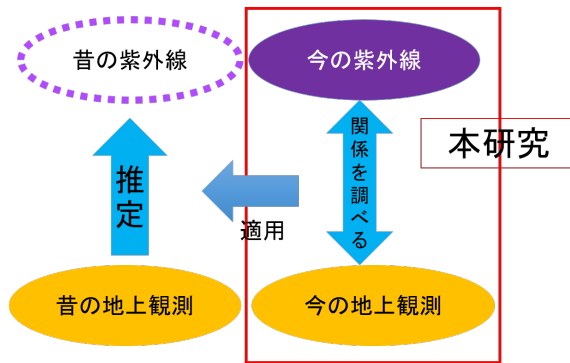 昔の紫外線
今の紫外線
推定
適用
関係を調べる
本研究
昔の地上観測
今の地上観測